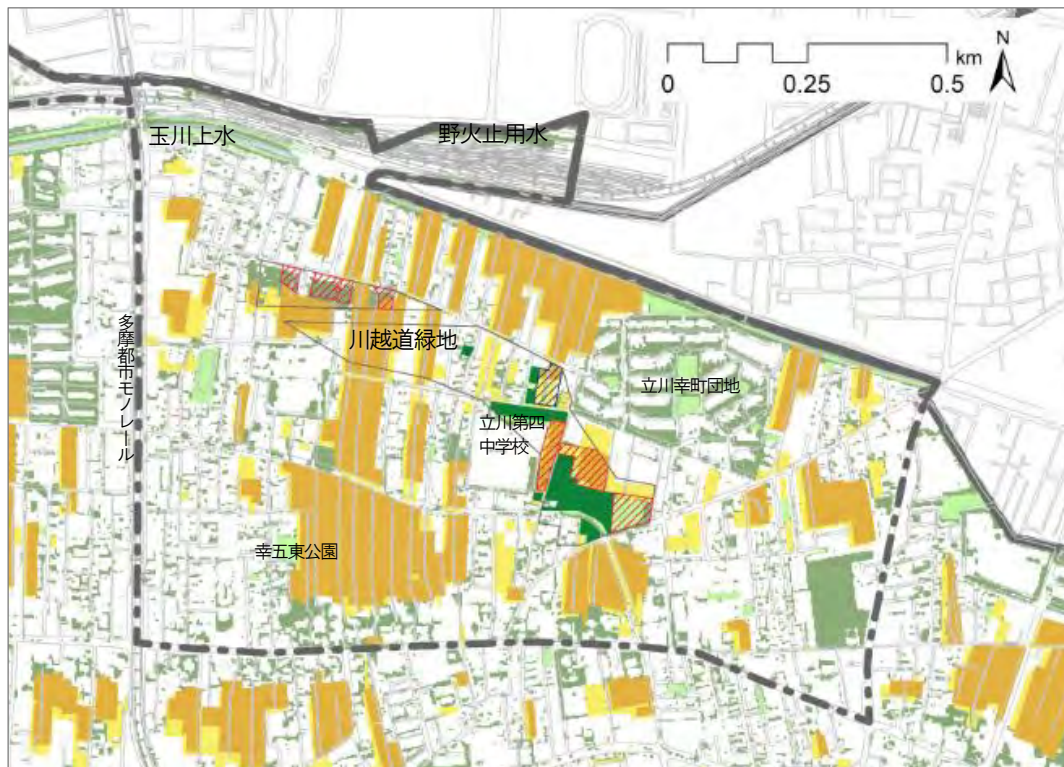 N
km
0 0.25 0.5
玉川上水
野火止用水
多摩都市モノレール
川越道緑地
立川幸町団地
立川第四
中学校
幸五東公園